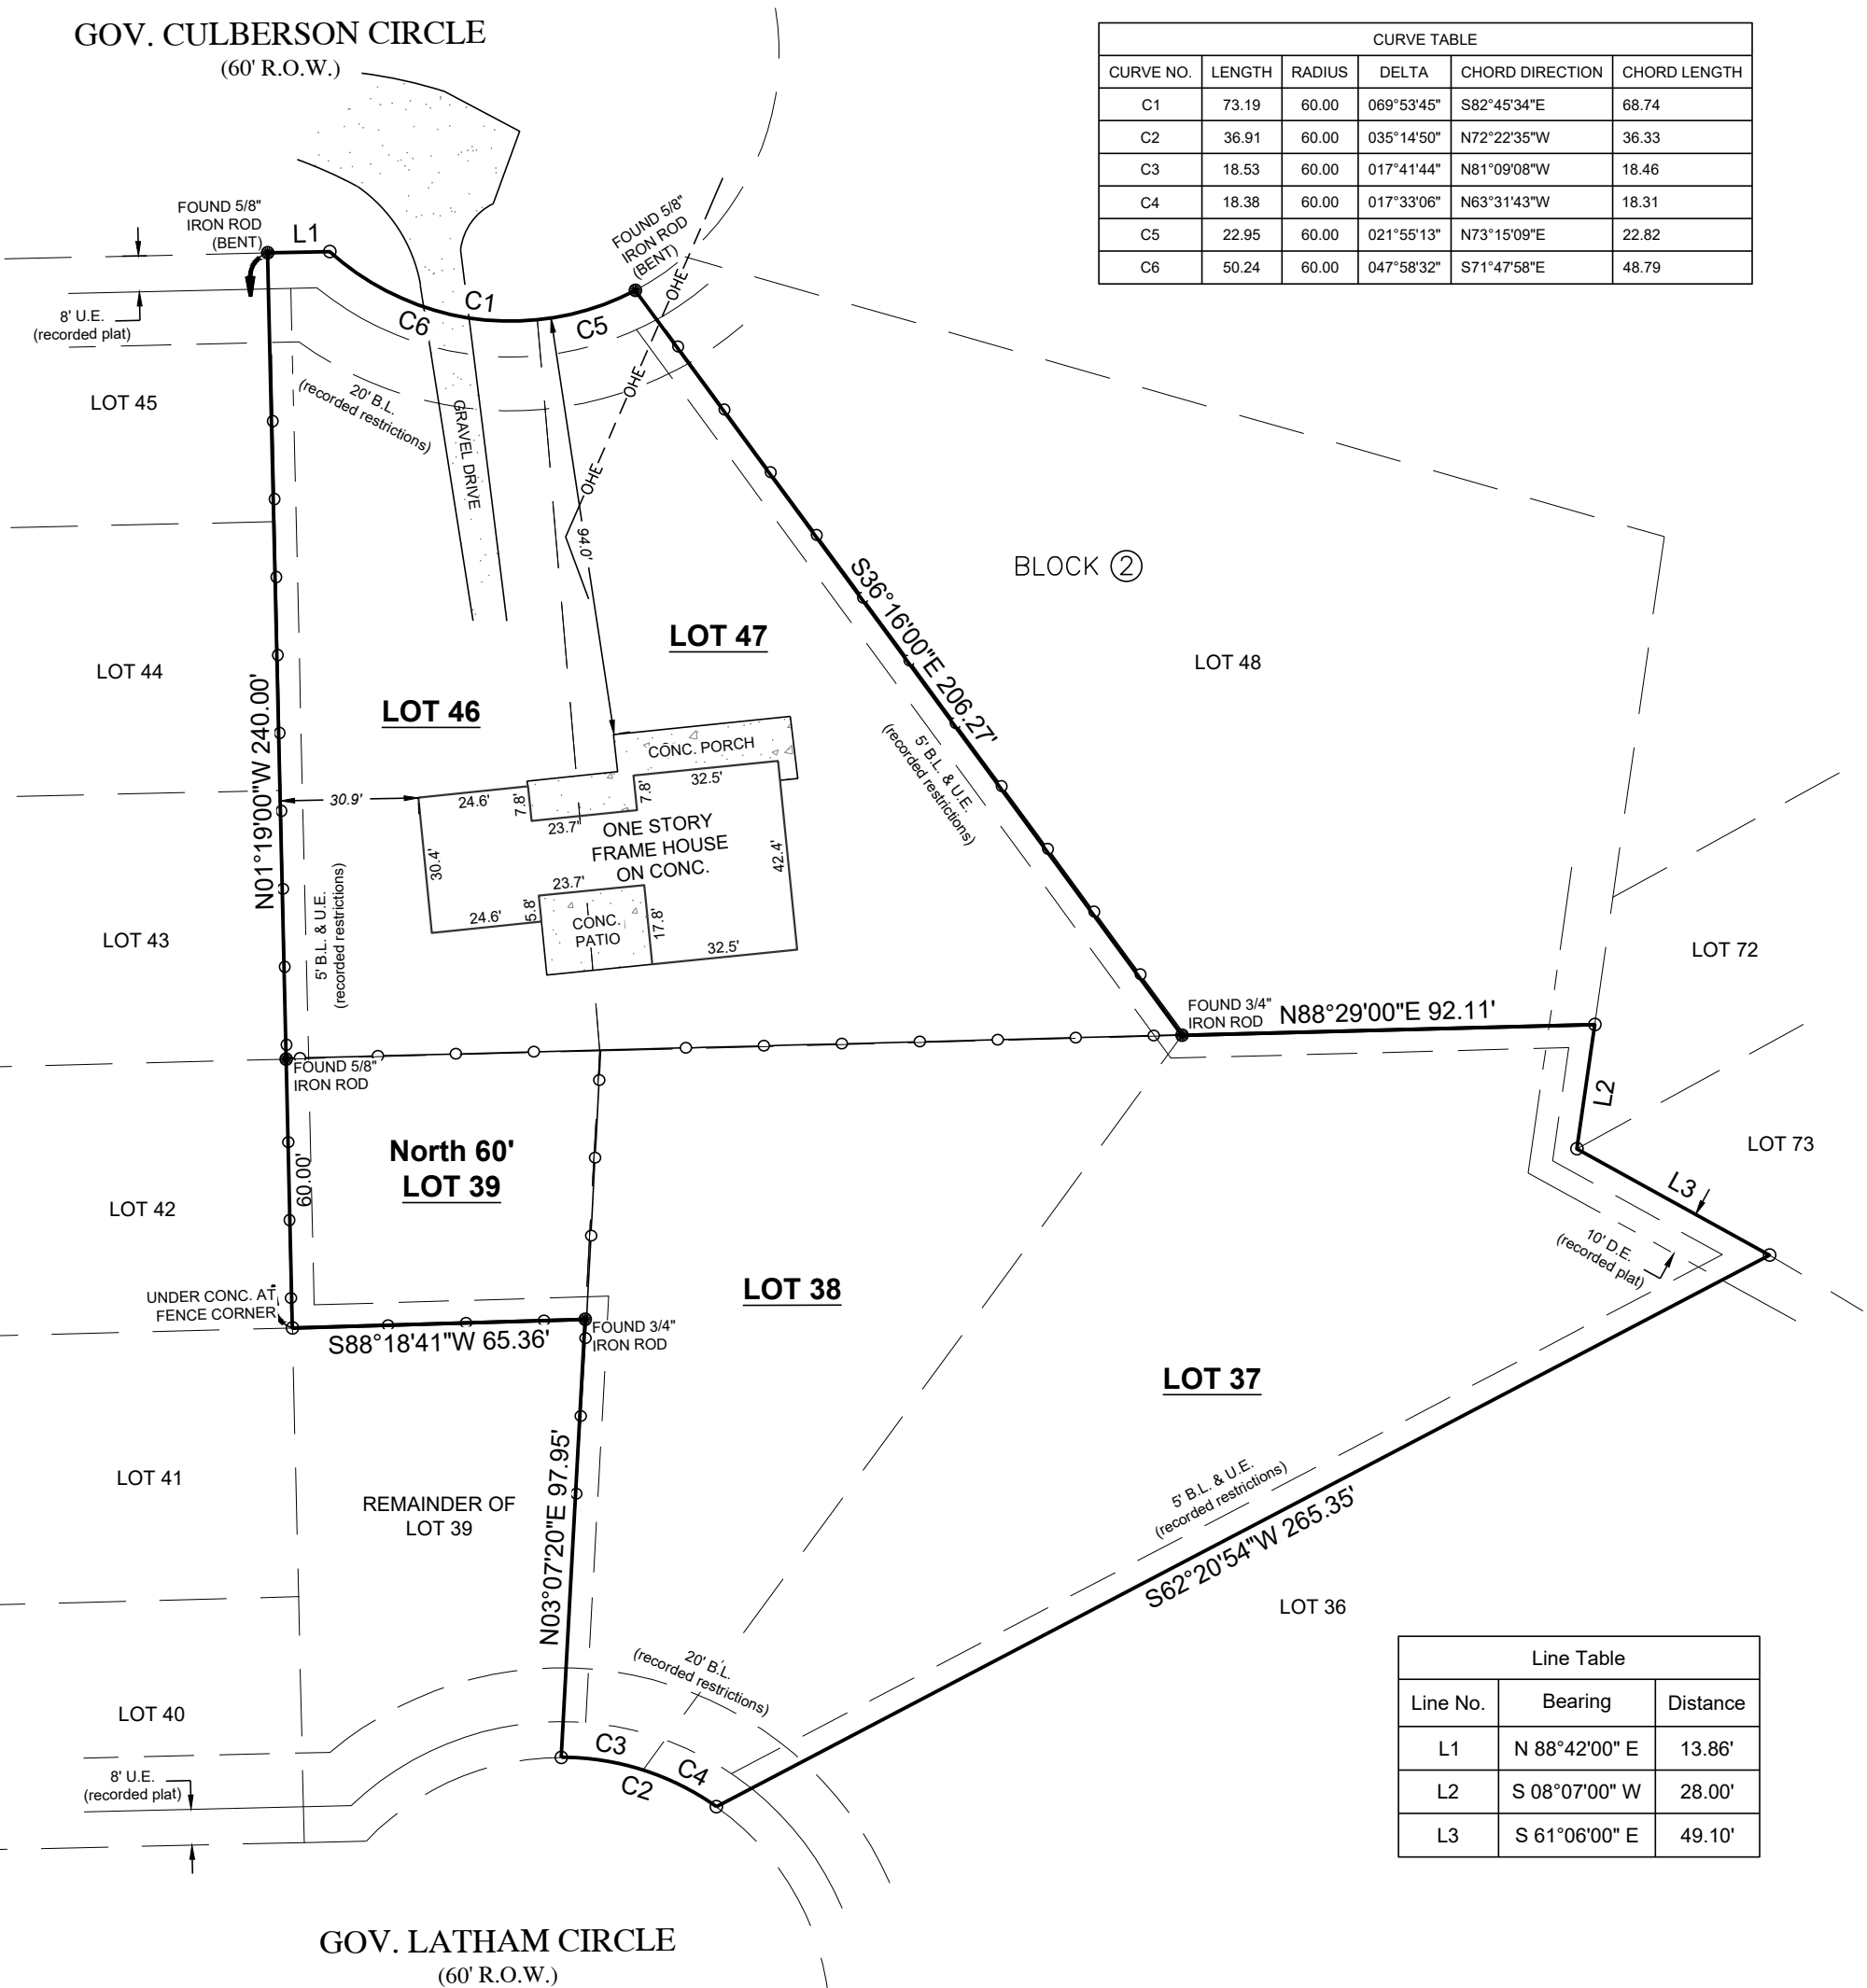 GOV. CULBERSON CIRCLE
(60' R.O.W.)
CURVE TABLE
CURVE NO. LENGTH RADIUS DELTA CHORD DIRECTION CHORD LENGTH
C1 73.19 60.00 069°53'45" S82°45'34"E 68.74
C2 36.91 60.00 035°14'50" N72°22'35"W 36.33
C3 18.53 60.00 017°41'44" N81°09'08"W 18.46
C4 18.38 60.00 017°33'06" N63°31'43"W 18.31
C5 22.95 60.00 021°55'13" N73°15'09"E 22.82
C6 50.24 60.00 047°58'32" S71°47'58"E 48.79
FOUND 5/8"
IRON ROD
(BENT)
L1
FOUND 5/8"
IRON ROD
(BENT)
OHE
OHE
OHE
C1
C6
C5
8' U.E.
(recorded plat)
20' B.L.
(recorded restrictions)
GRAVEL DRIVE
94.0'
LOT 45
BLOCK 2
S36°16'00"E 206.27'
5' B.L. & U.E.
(recorded restrictions)
LOT 47
LOT 48
LOT 44
LOT 46
N01°19'00"W 240.00'
30.9'
CONC. PORCH
24.6'
7.8'
23.7'
7.8'
32.5'
ONE STORY
FRAME HOUSE
ON CONC.
30.4'
42.4'
23.7'
24.6'
5.8'
CONC.
PATIO
17.8'
32.5'
5' B.L. & U.E.
(recorded restrictions)
LOT 43
LOT 72
FOUND 3/4"
IRON ROD
N88°29'00"E 92.11'
FOUND 5/8"
IRON ROD
L2
LOT 73
L3
10' D.E.
(recorded plat)
North 60'
LOT 39
60.00'
LOT 42
UNDER CONC. AT
FENCE CORNER
S88°18'41"W 65.36'
FOUND 3/4"
IRON ROD
LOT 38
LOT 37
LOT 41
REMAINDER OF
LOT 39
N03°07'20"E 97.95'
5' B.L. & U.E.
(recorded restrictions)
S62°20'54"W 265.35'
LOT 36
20' B.L.
(recorded restrictions)
LOT 40
C3
C4
C2
8' U.E.
(recorded plat)
Line Table
Line No. Bearing Distance
L1 N 88°42'00" E 13.86'
L2 S 08°07'00" W 28.00'
L3 S 61°06'00" E 49.10'
GOV. LATHAM CIRCLE
(60' R.O.W.)